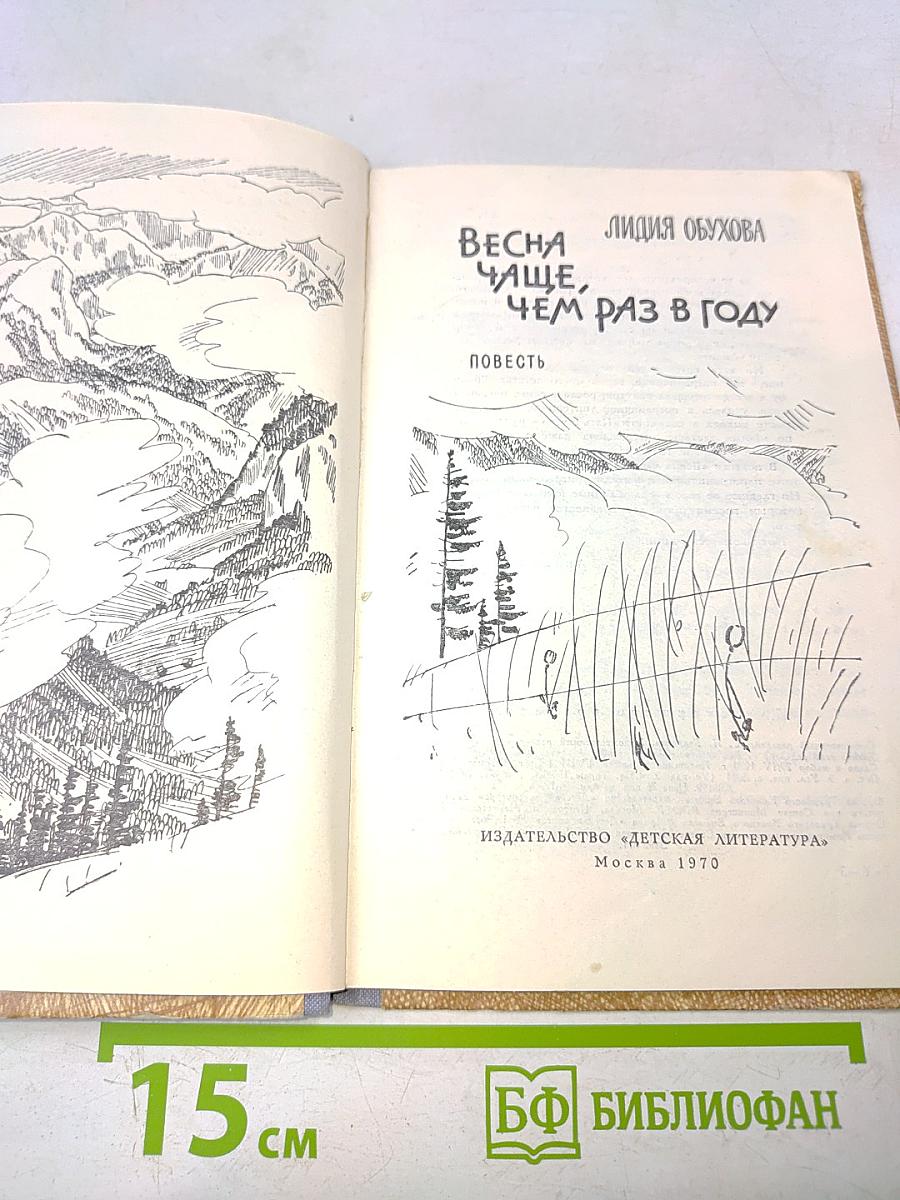 ЛИДИЯ ОБУХОВА
ВЕСНА
ЧАЩЕ,
ЧЕМ РАЗ В ГОДУ
ПОВЕСТЬ
ИЗДАТЕЛЬСТВО «ДЕТСКАЯ ЛИТЕРАТУРА»
Москва 1970
15 см
БФ БИБЛИОФАН